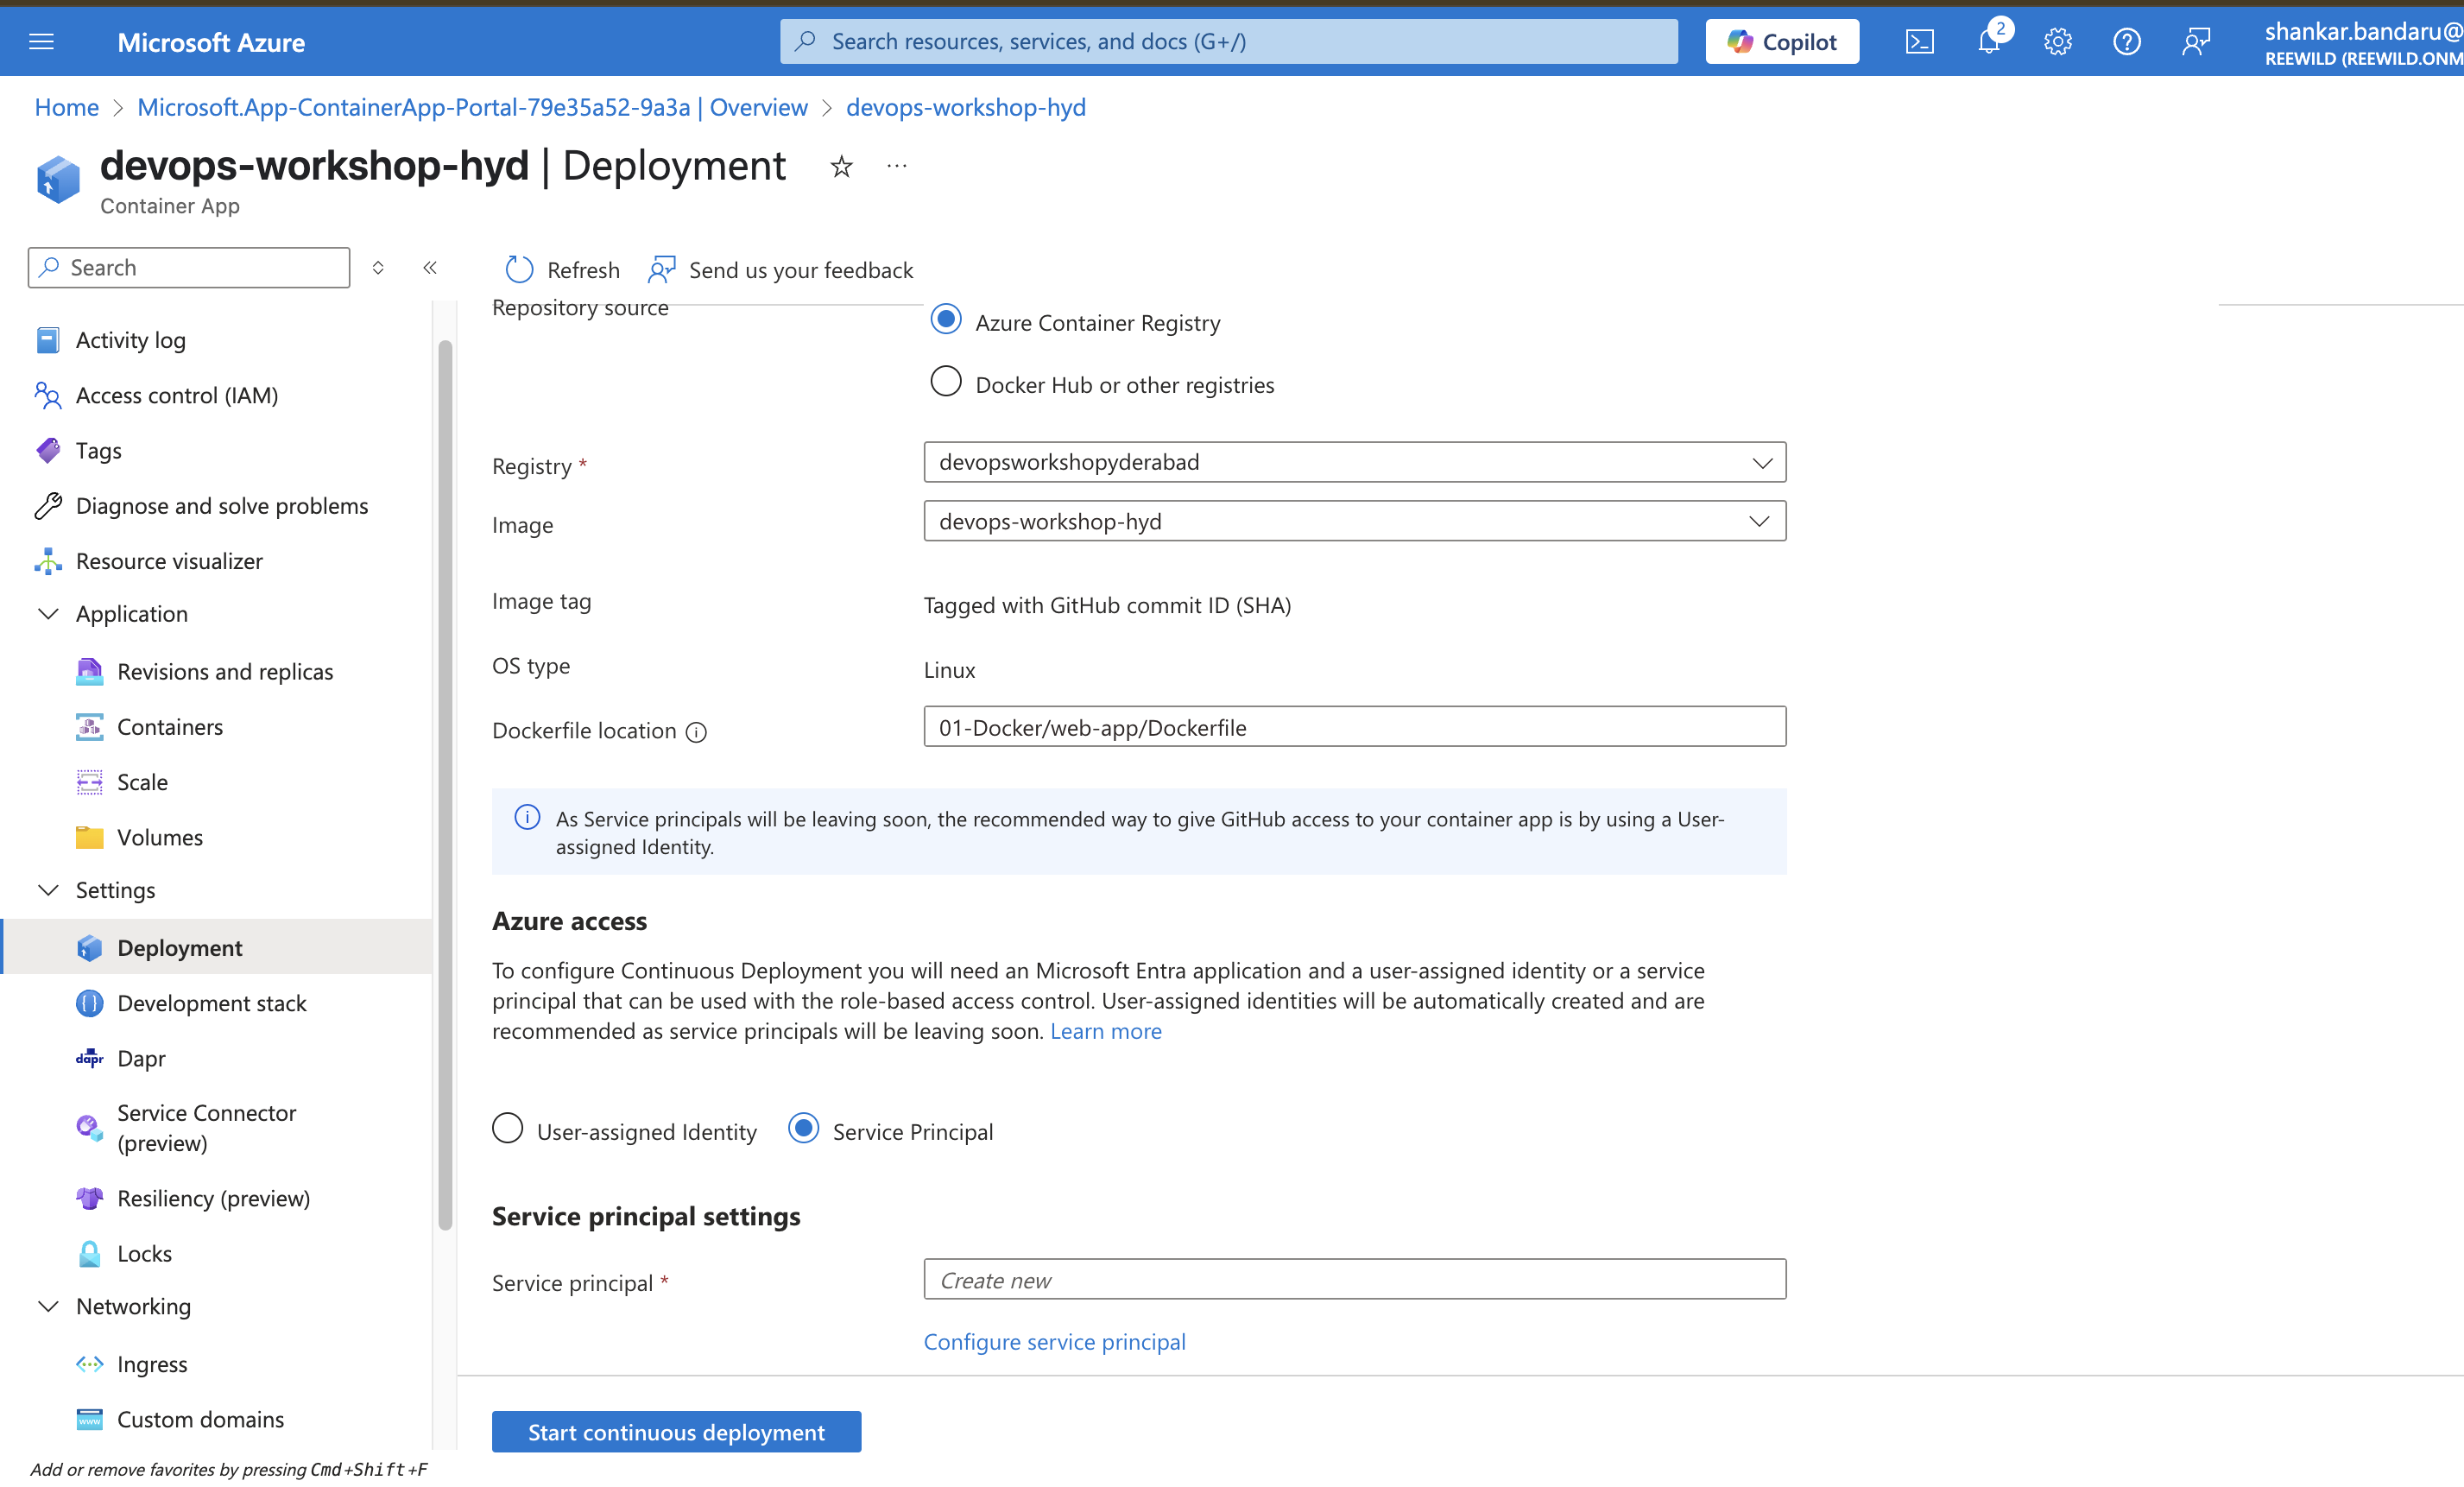 Microsoft Azure
Search resources, services, and docs (G+/)
Copilot
2
shankar.bandaru@
REEWILD (REEWILD.ONM
Home > Microsoft.App-ContainerApp-Portal-79e35a52-9a3a | Overview > devops-workshop-hyd
devops-workshop-hyd | Deployment
Container App
Search
Refresh
Send us your feedback
Activity log
Access control (IAM)
Tags
Diagnose and solve problems
Resource visualizer
Application
Revisions and replicas
Containers
Scale
Volumes
Settings
Deployment
Development stack
dapr Dapr
Service Connector
(preview)
Resiliency (preview)
Locks
Networking
Ingress
www Custom domains
Add or remove favorites by pressing Cmd+Shift+F
Repository source
Azure Container Registry
Docker Hub or other registries
Registry * devopsworkshopyderabad
Image devops-workshop-hyd
Image tag Tagged with GitHub commit ID (SHA)
OS type Linux
Dockerfile location 01-Docker/web-app/Dockerfile
As Service principals will be leaving soon, the recommended way to give GitHub access to your container app is by using a User-
assigned Identity.
Azure access
To configure Continuous Deployment you will need an Microsoft Entra application and a user-assigned identity or a service
principal that can be used with the role-based access control. User-assigned identities will be automatically created and are
recommended as service principals will be leaving soon. Learn more
User-assigned Identity Service Principal
Service principal settings
Service principal * Create new
Configure service principal
Start continuous deployment